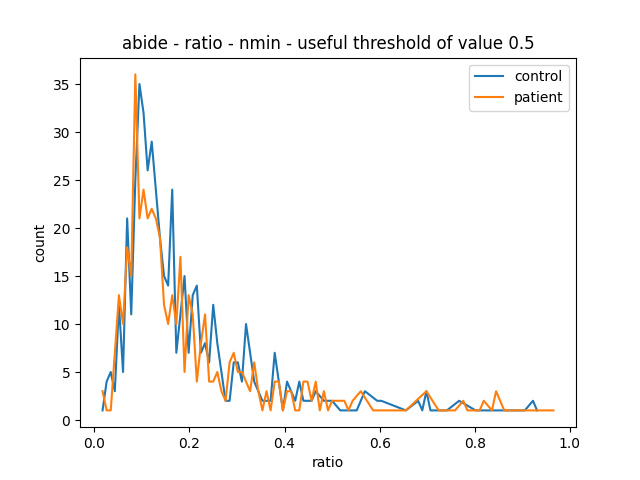 abide - ratio - nmin - useful threshold of value 0.5
control
patient
35
30
25
20
15
10
5
0
count
0.0 0.2 0.4 0.6 0.8 1.0
ratio